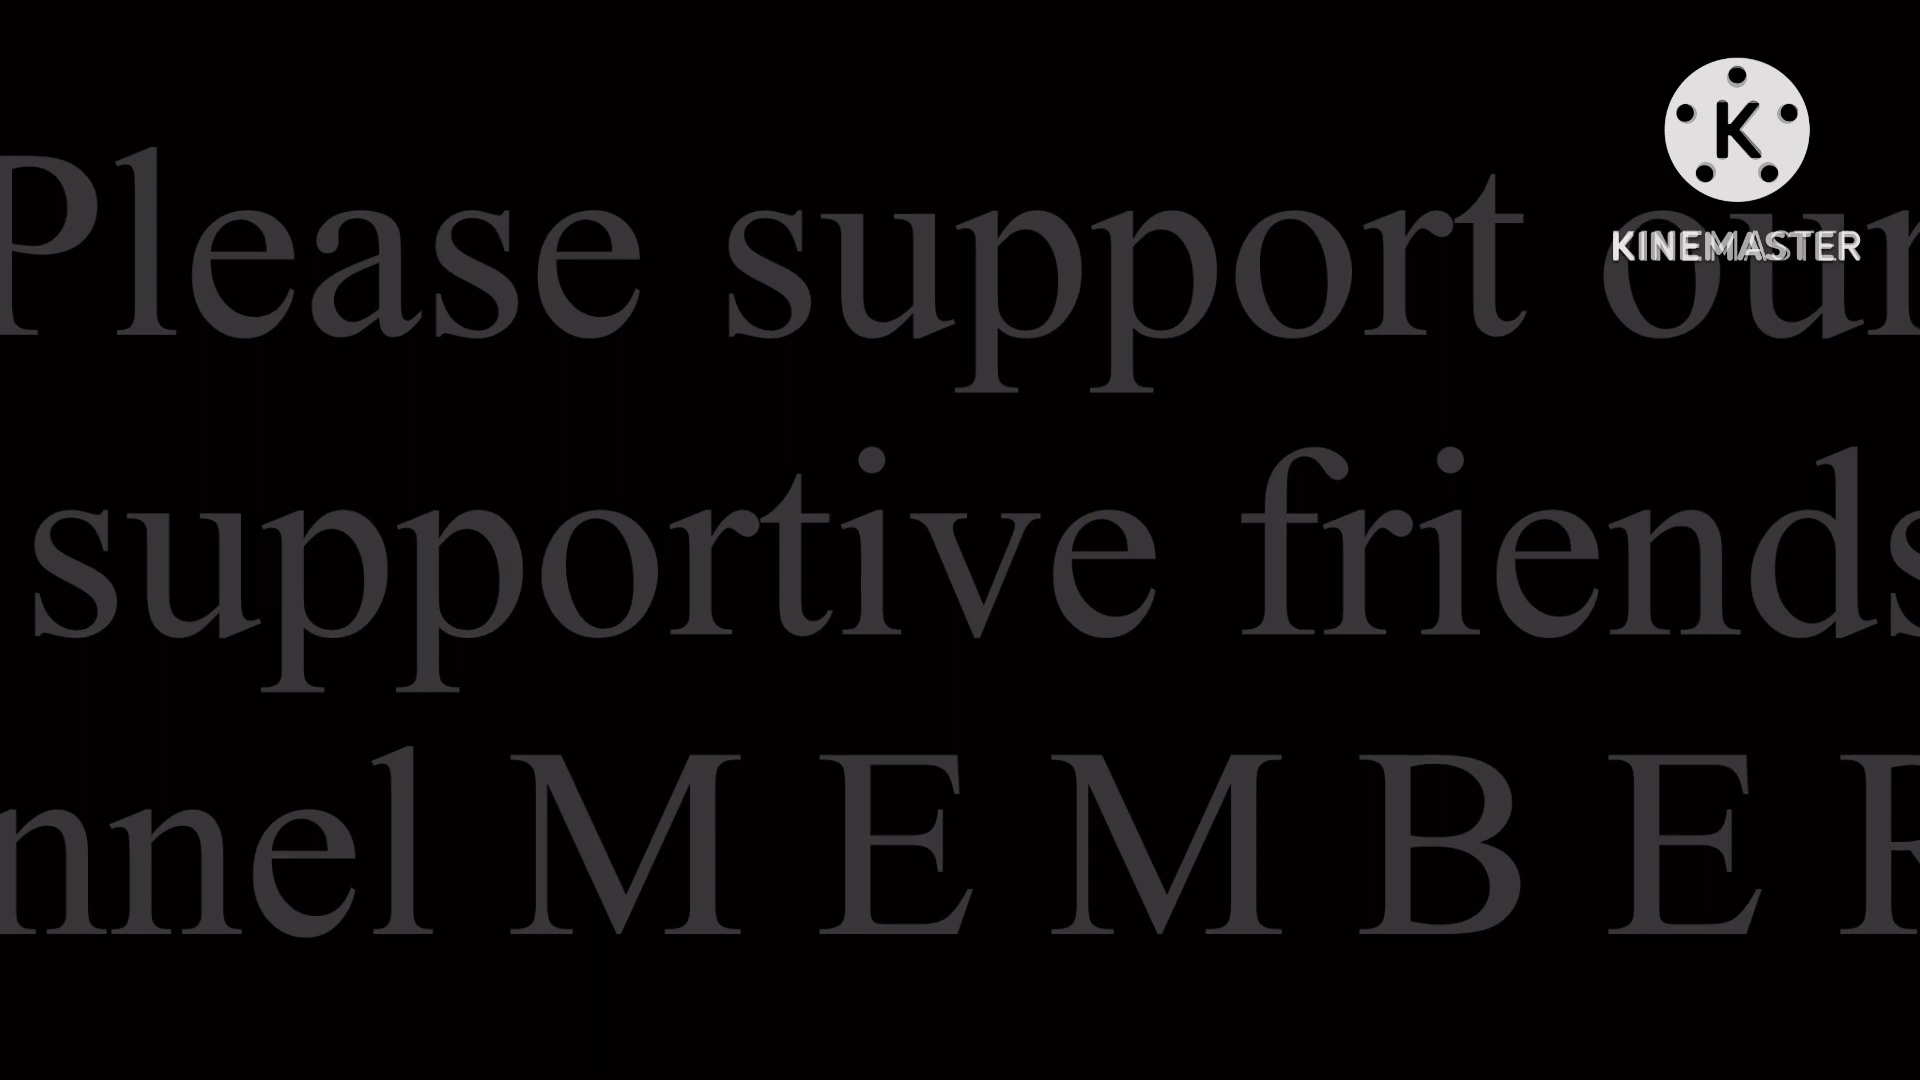 Please support our
supportive friends
nnel M E M B E R
K
KINEMASTER